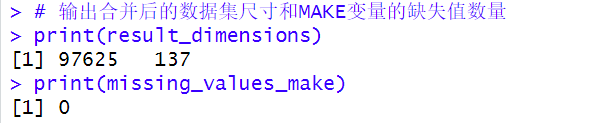 > # 输出合并后的数据集尺寸和MAKE变量的缺失值数量
> print(result_dimensions)
[1] 97625   137
> print(missing_values_make)
[1] 0